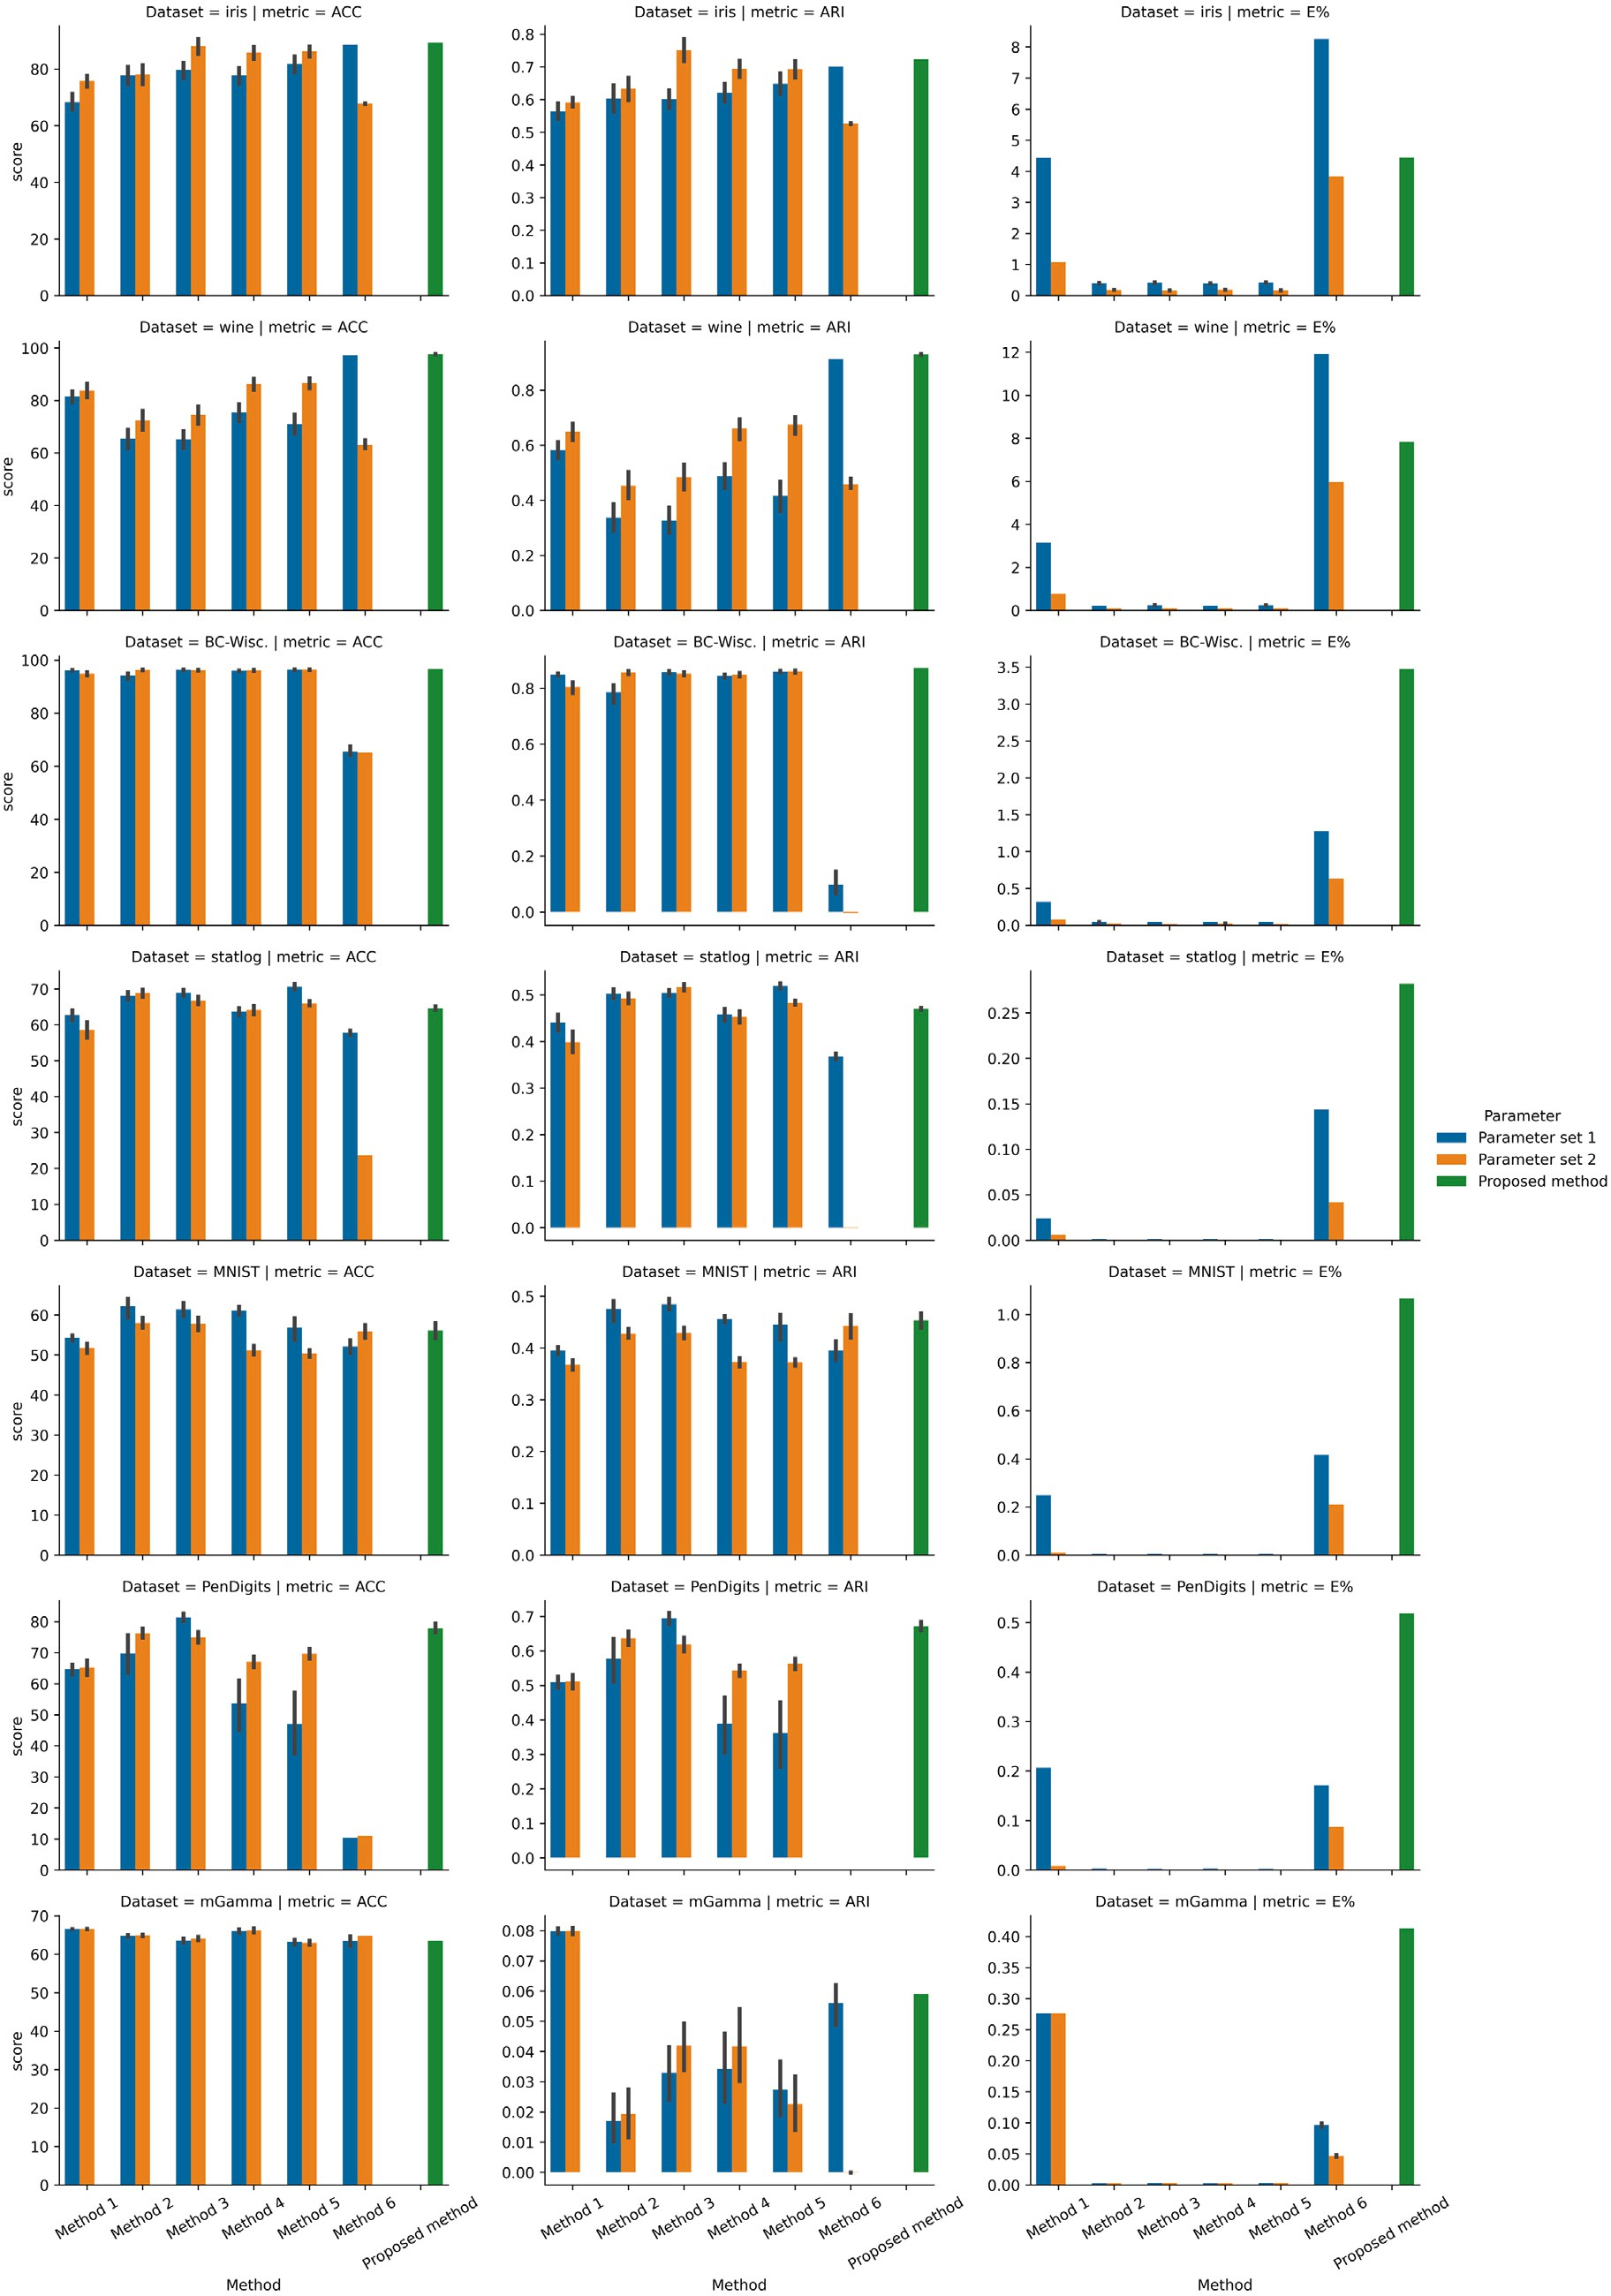 Dataset = iris | metric = ACC
Dataset = iris | metric = ARI
Dataset = iris | metric = E%
score
80
60
40
20
0
0.8
0.7
0.6
0.5
0.4
0.3
0.2
0.1
0.0
8
7
6
5
4
3
2
1
0
Dataset = wine | metric = ACC
Dataset = wine | metric = ARI
Dataset = wine | metric = E%
score
100
80
60
40
20
0
0.8
0.6
0.4
0.2
0.0
12
10
8
6
4
2
0
Dataset = BC-Wisc. | metric = ACC
Dataset = BC-Wisc. | metric = ARI
Dataset = BC-Wisc. | metric = E%
score
100
80
60
40
20
0
0.8
0.6
0.4
0.2
0.0
3.5
3.0
2.5
2.0
1.5
1.0
0.5
0.0
Dataset = statlog | metric = ACC
Dataset = statlog | metric = ARI
Dataset = statlog | metric = E%
score
70
60
50
40
30
20
10
0
0.5
0.4
0.3
0.2
0.1
0.0
0.25
0.20
0.15
0.10
0.05
0.00
Parameter
Parameter set 1
Parameter set 2
Proposed method
Dataset = MNIST | metric = ACC
Dataset = MNIST | metric = ARI
Dataset = MNIST | metric = E%
score
60
50
40
30
20
10
0
0.5
0.4
0.3
0.2
0.1
0.0
1.0
0.8
0.6
0.4
0.2
0.0
Dataset = PenDigits | metric = ACC
Dataset = PenDigits | metric = ARI
Dataset = PenDigits | metric = E%
score
80
70
60
50
40
30
20
10
0
0.7
0.6
0.5
0.4
0.3
0.2
0.1
0.0
0.5
0.4
0.3
0.2
0.1
0.0
Dataset = mGamma | metric = ACC
Dataset = mGamma | metric = ARI
Dataset = mGamma | metric = E%
score
70
60
50
40
30
20
10
0
0.08
0.07
0.06
0.05
0.04
0.03
0.02
0.01
0.00
0.40
0.35
0.30
0.25
0.20
0.15
0.10
0.05
0.00
Method 1
Method 2
Method 3
Method 4
Method 5
Method 6
Proposed method
Method
Method 1
Method 2
Method 3
Method 4
Method 5
Method 6
Proposed method
Method
Method 1
Method 2
Method 3
Method 4
Method 5
Method 6
Proposed method
Method